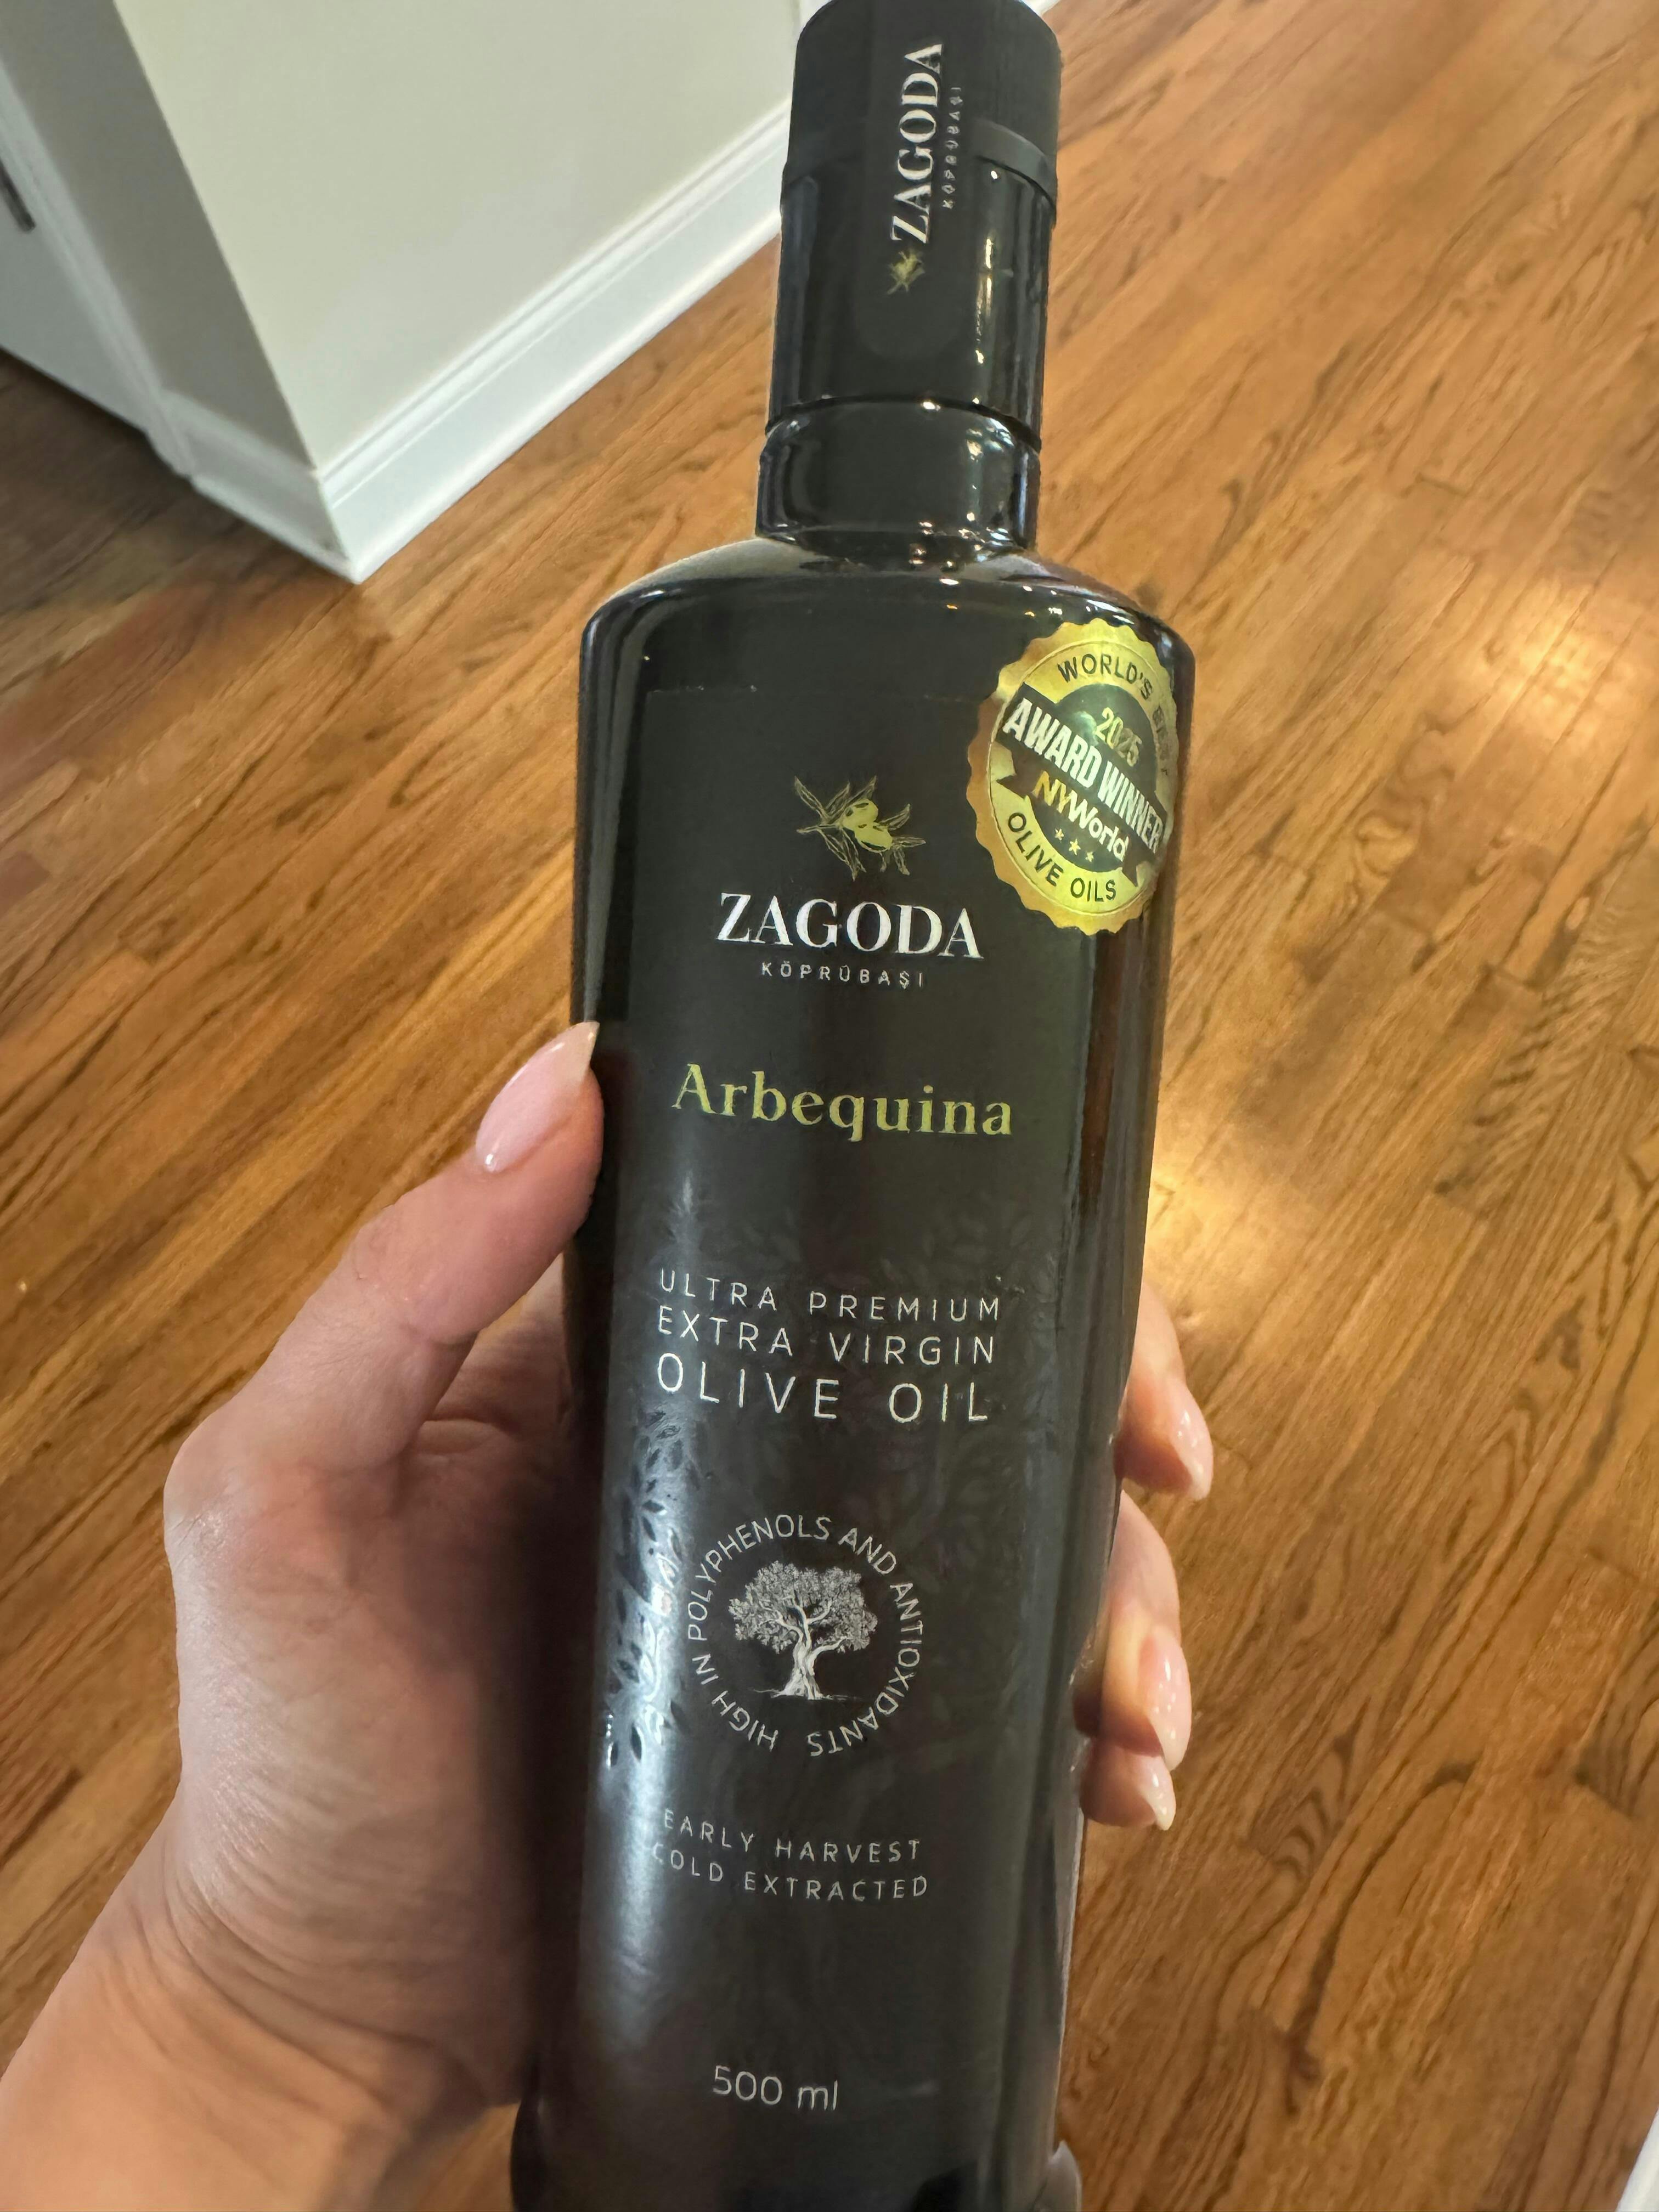 ZAGODA
KÖPRÜBAŞI
WORLD'S BEST
2025
AWARD WINNER
NYWorld
OLIVE OILS
ZAGODA
KÖPRÜBAŞI
Arbequina
ULTRA PREMIUM
EXTRA VIRGIN
OLIVE OIL
HIGH IN POLYPHENOLS AND ANTIOXIDANTS
EARLY HARVEST
COLD EXTRACTED
500 ml